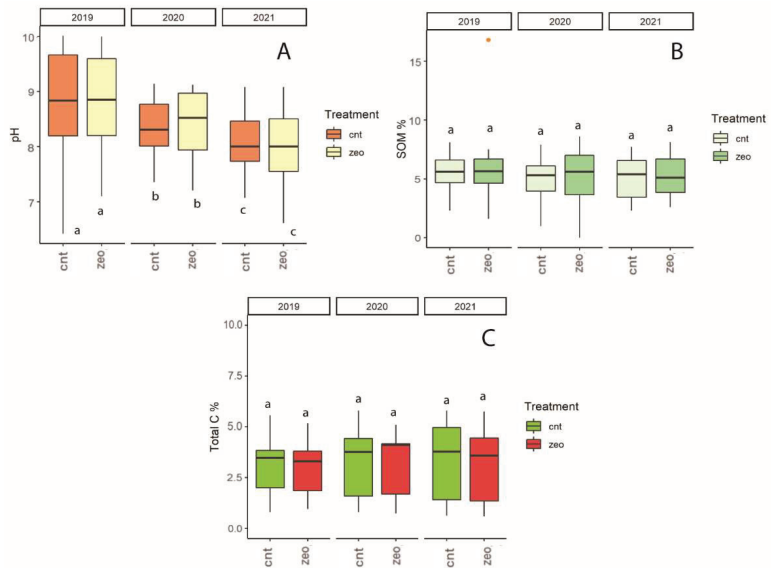 2019 2020 2021
A
10
9
8
7
pH
a a b b c c
cnt zeo cnt zeo cnt zeo
Treatment
cnt
zeo
2019 2020 2021
B
15
10
5
0
SOM %
a a a a a a
cnt zeo cnt zeo cnt zeo
Treatment
cnt
zeo
2019 2020 2021
C
10.0
7.5
5.0
2.5
0.0
Total C %
a a a a a a
cnt zeo cnt zeo cnt zeo
Treatment
cnt
zeo